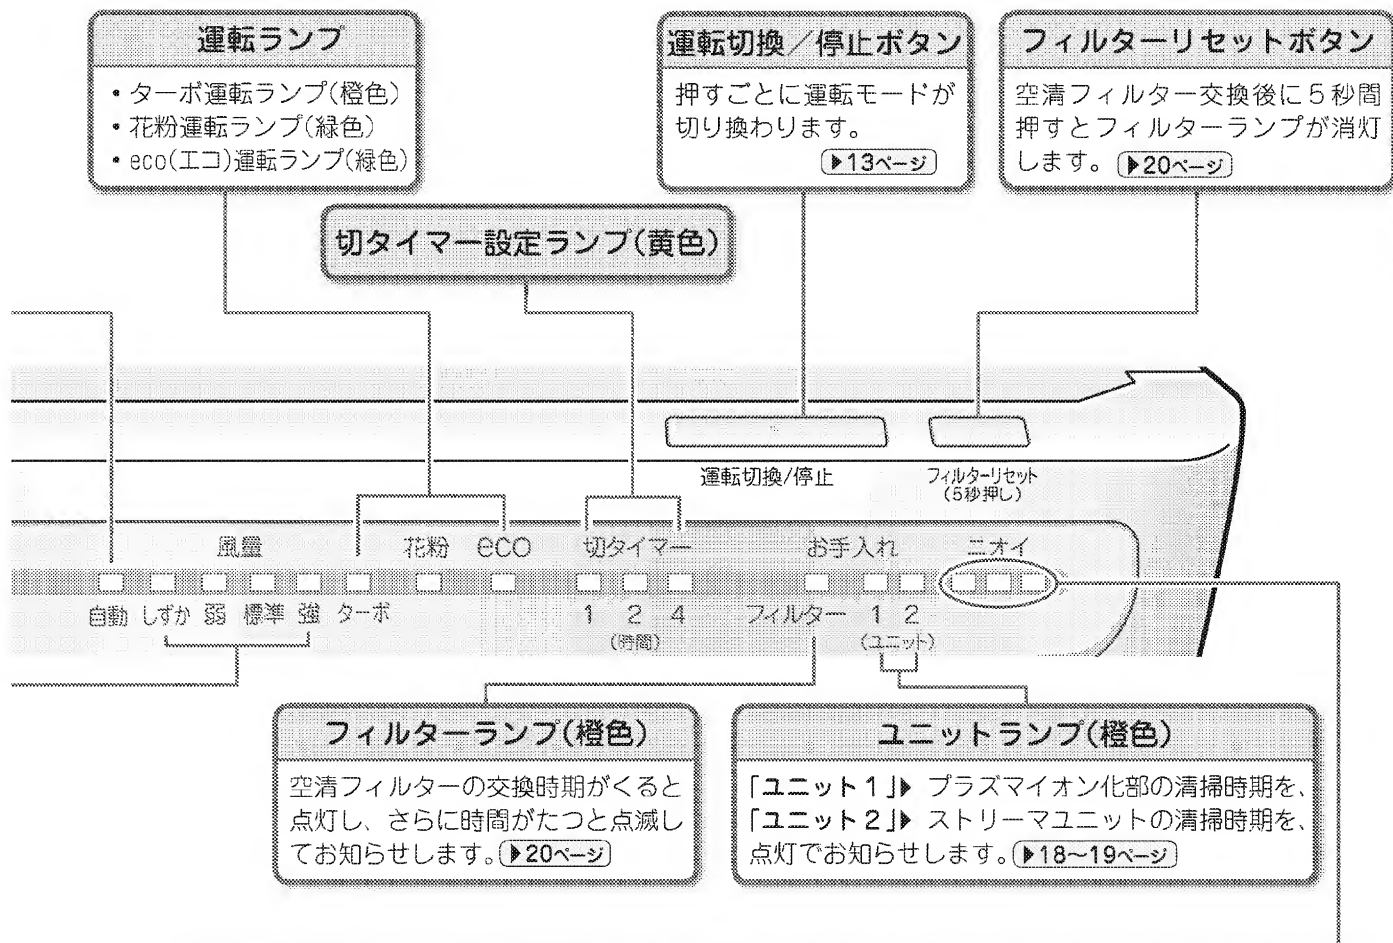 運転ランプ
・ターボ運転ランプ(橙色)
・花粉運転ランプ(緑色)
・eco(エコ)運転ランプ(緑色)
運転切換／停止ボタン
押すごとに運転モードが
切り換わります。
▶13ページ
フィルターリセットボタン
空清フィルター交換後に５秒間
押すとフィルターランプが消灯
します。 ▶20ページ
切タイマー設定ランプ(黄色)
運転切換/停止
フィルターリセット
(5秒押し)
風量 花粉 eco 切タイマー お手入れ ニオイ
自動 しずか 弱 標準 強 ターボ 1 2 4 フィルター 1 2
(時間) (ユニット)
フィルターランプ(橙色)
空清フィルターの交換時期がくると
点灯し、さらに時間がたつと点滅し
てお知らせします。▶20ページ
ユニットランプ(橙色)
「ユニット１」▶ プラズマイオン化部の清掃時期を、
「ユニット２」▶ ストリーマユニットの清掃時期を、
点灯でお知らせします。▶18〜19ページ